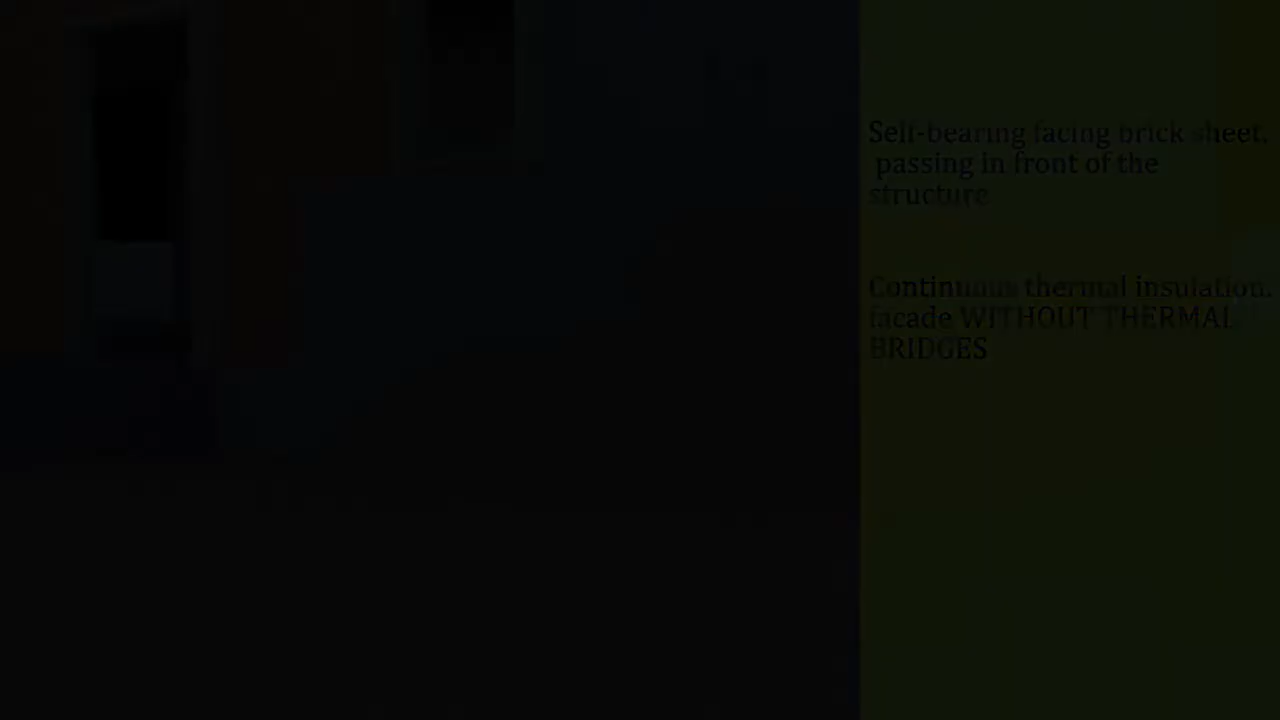 Self-bearing facing brick sheet.
passing in front of the
structure
Continuous thermal insulation.
facade WITHOUT THERMAL
BRIDGES